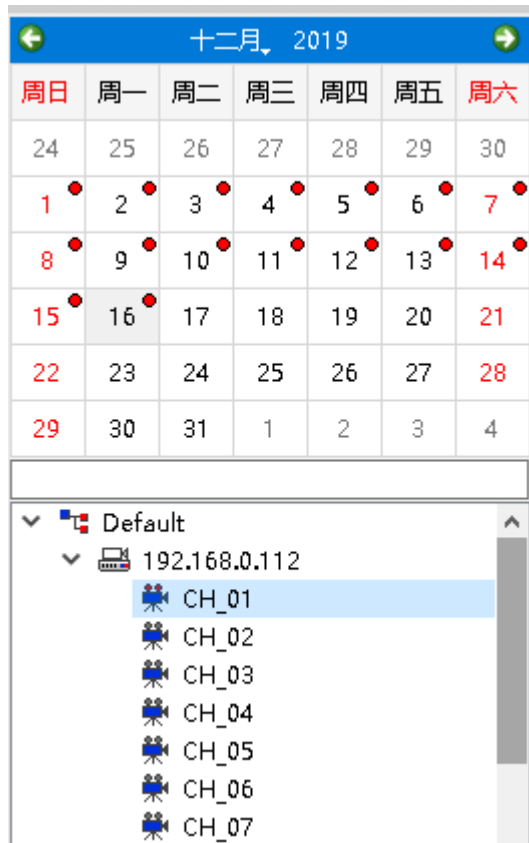 十二月, 2019
周日 周一 周二 周三 周四 周五 周六
24 25 26 27 28 29 30
1 2 3 4 5 6 7
8 9 10 11 12 13 14
15 16 17 18 19 20 21
22 23 24 25 26 27 28
29 30 31 1 2 3 4
Default
192.168.0.112
CH_01
CH_02
CH_03
CH_04
CH_05
CH_06
CH_07